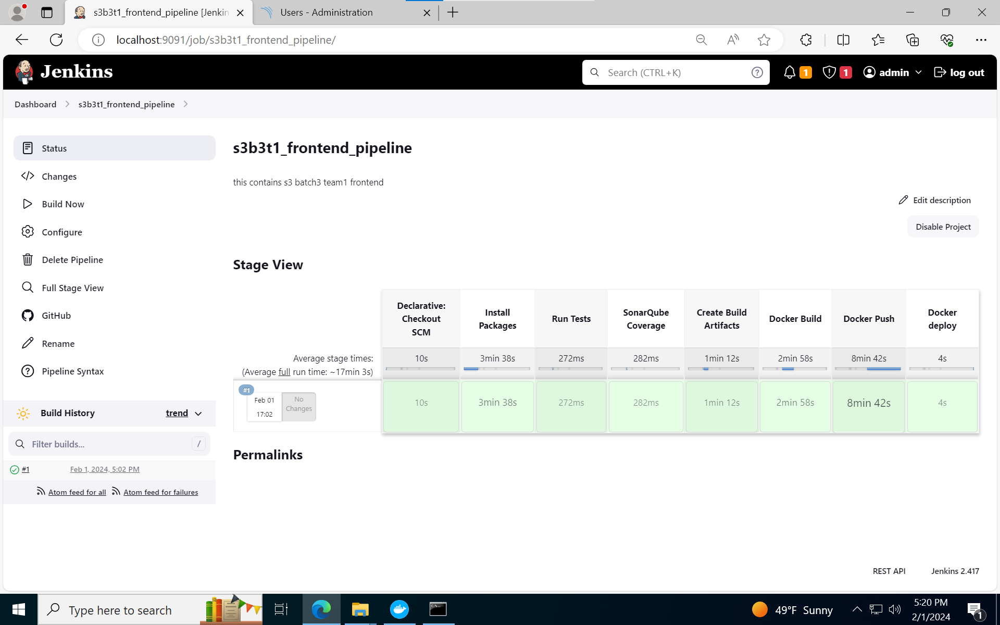 s3b3t1_frontend_pipeline [Jenkin
Users - Administration
localhost:9091/job/s3b3t1_frontend_pipeline/
Jenkins
Search (CTRL+K)
1
1
admin
log out
Dashboard
s3b3t1_frontend_pipeline
Status
Changes
Build Now
Configure
Delete Pipeline
Full Stage View
GitHub
Rename
Pipeline Syntax
Build History
trend
Filter builds...
/
#1
Feb 1, 2024, 5:02 PM
Atom feed for all
Atom feed for failures
s3b3t1_frontend_pipeline
this contains s3 batch3 team1 frontend
Edit description
Disable Project
Stage View
Declarative:
Checkout
SCM
Install
Packages
Run Tests
SonarQube
Coverage
Create Build
Artifacts
Docker Build
Docker Push
Docker
deploy
Average stage times:
(Average full run time: ~17min 3s)
10s
3min 38s
272ms
282ms
1min 12s
2min 58s
8min 42s
4s
#1
Feb 01
17:02
No
Changes
10s
3min 38s
272ms
282ms
1min 12s
2min 58s
8min 42s
4s
Permalinks
REST API
Jenkins 2.417
Type here to search
49°F Sunny
5:20 PM
2/1/2024
1